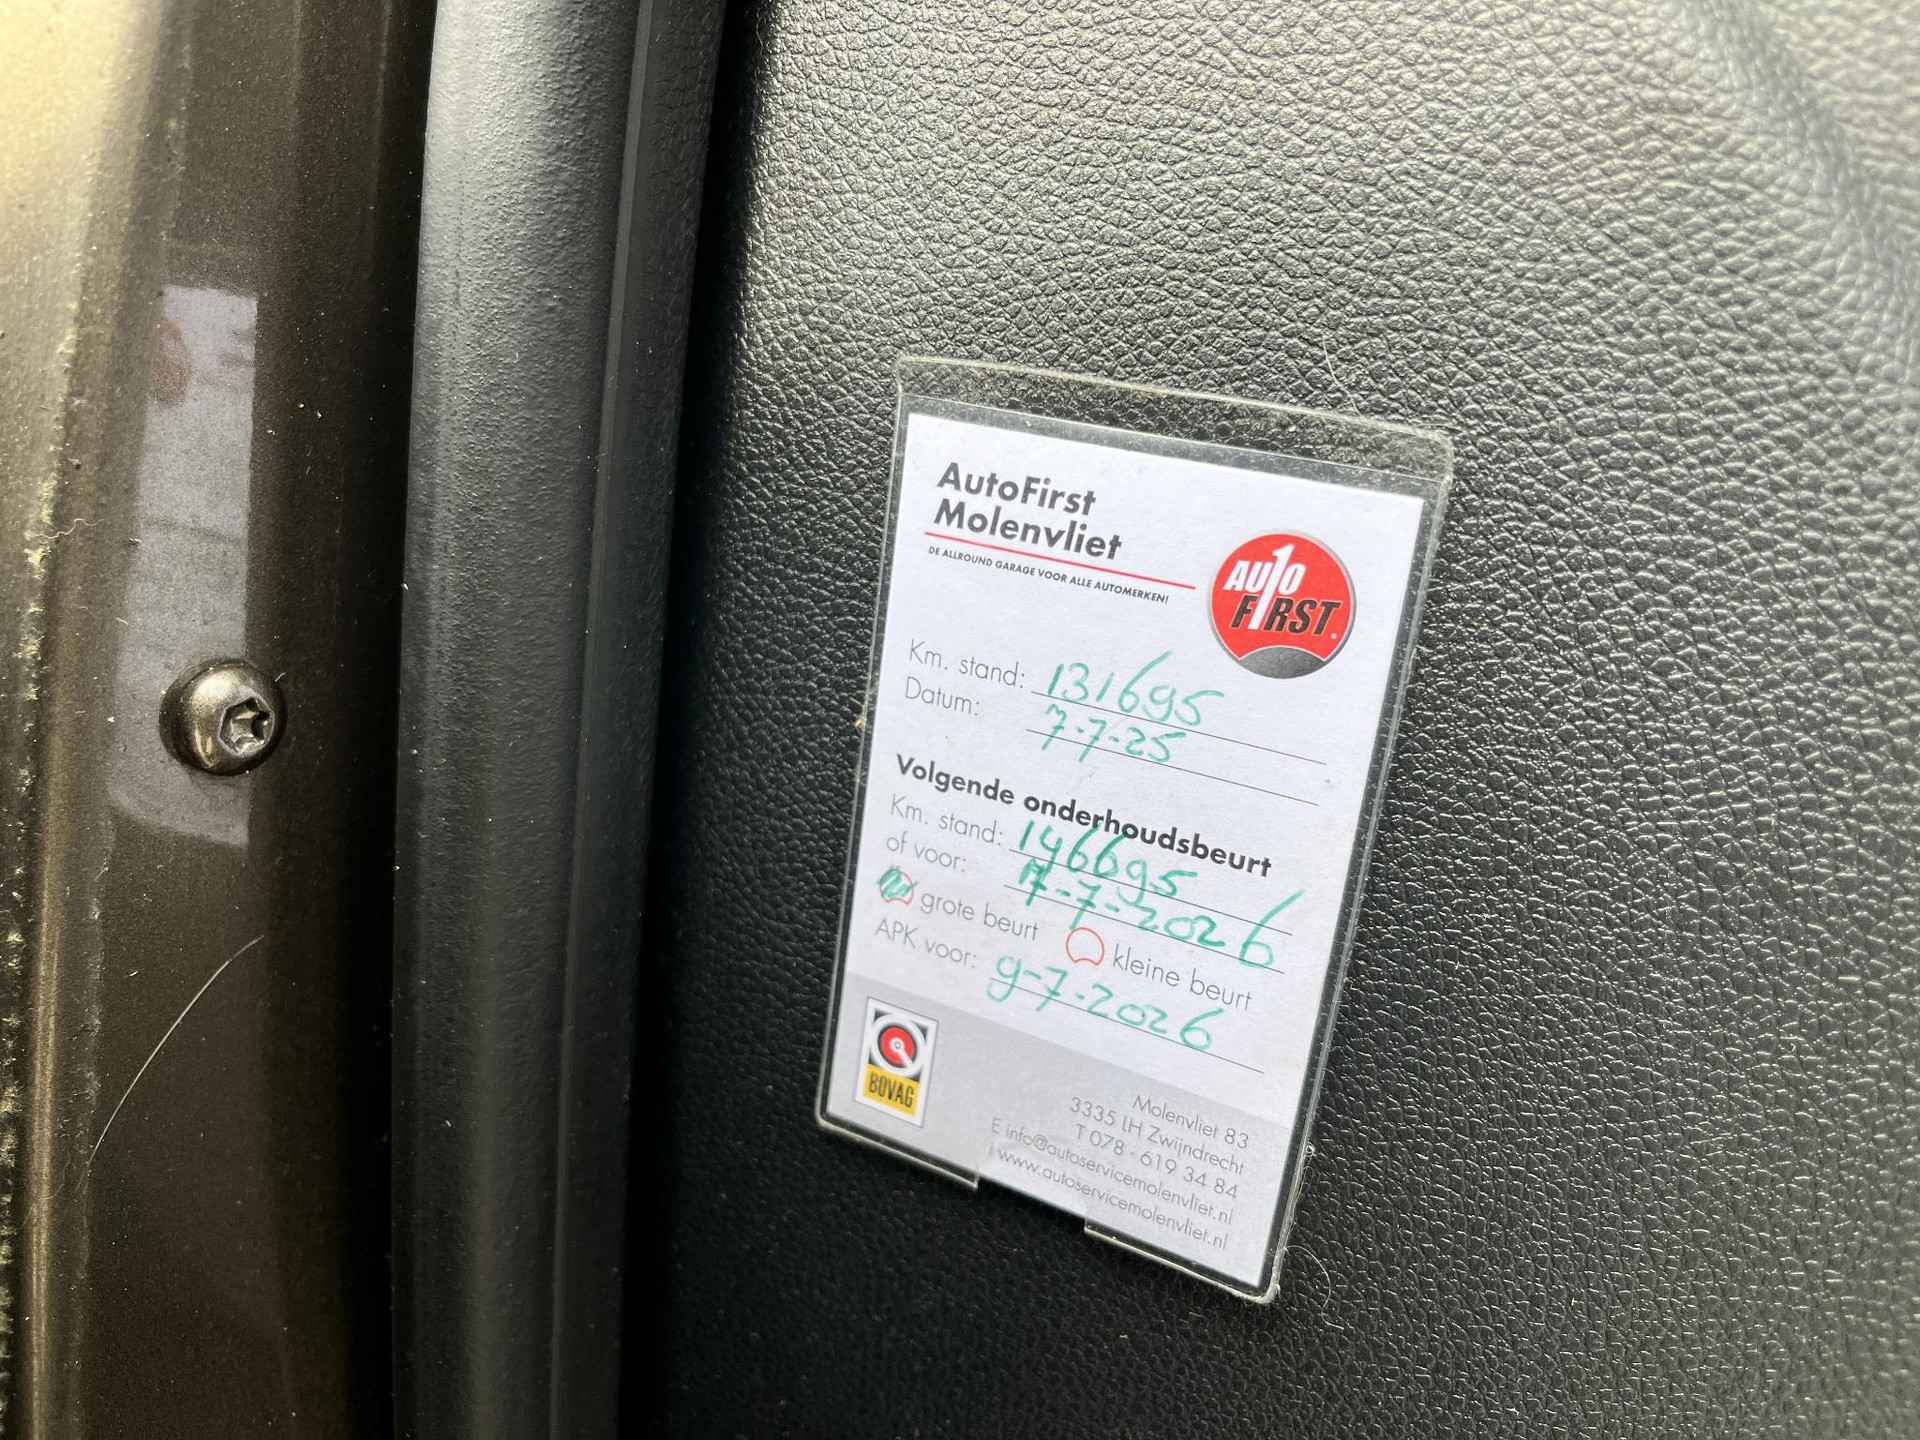 AutoFirst
Molenvliet
DE ALLROUND GARAGE VOOR ALLE AUTOMERKEN!
AUTO
FIRST
Km. stand: 131695
Datum: 7-7-25
Volgende onderhoudsbeurt
Km. stand: 146695
of voor: 7-7-2026
grote beurt kleine beurt
APK voor: 9-7-2026
BOVAG
Molenvliet 83
3335 LH Zwijndrecht
T 078 - 619 34 84
E info@autoservicemolenvliet.nl
I www.autoservicemolenvliet.nl